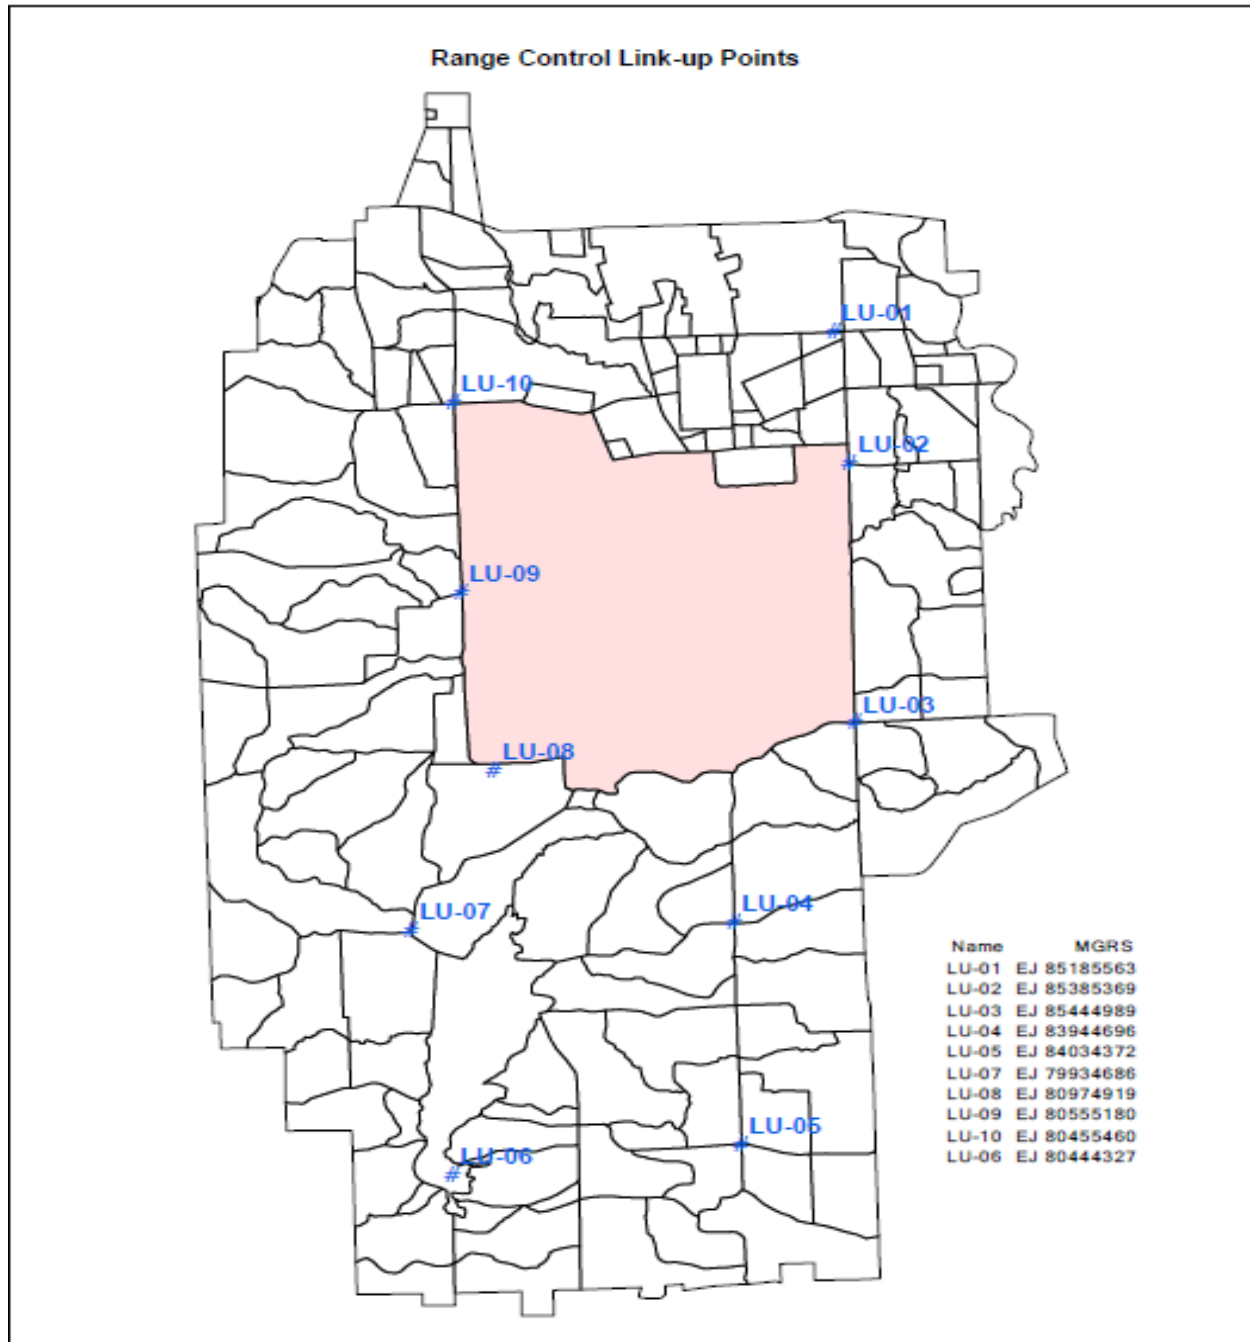 Range Control Link-up Points
LU-01
LU-10
LU-02
LU-09
LU-03
LU-08
LU-04
LU-07
LU-05
LU-06
Name MGRS
LU-01 EJ 85185563
LU-02 EJ 85385369
LU-03 EJ 85444989
LU-04 EJ 83944696
LU-05 EJ 84034372
LU-07 EJ 79934686
LU-08 EJ 80974919
LU-09 EJ 80555180
LU-10 EJ 80455460
LU-06 EJ 80444327